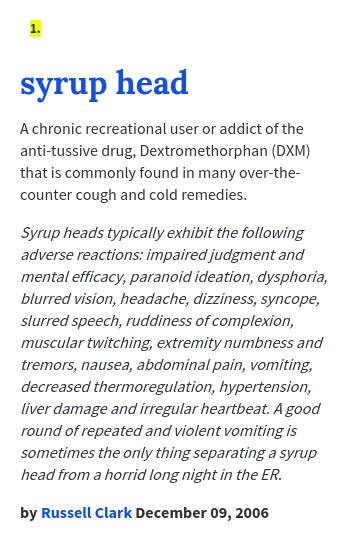 1.
syrup head
A chronic recreational user or addict of the
anti-tussive drug, Dextromethorphan (DXM)
that is commonly found in many over-the-
counter cough and cold remedies.
Syrup heads typically exhibit the following
adverse reactions: impaired judgment and
mental efficacy, paranoid ideation, dysphoria,
blurred vision, headache, dizziness, syncope,
slurred speech, ruddiness of complexion,
muscular twitching, extremity numbness and
tremors, nausea, abdominal pain, vomiting,
decreased thermoregulation, hypertension,
liver damage and irregular heartbeat. A good
round of repeated and violent vomiting is
sometimes the only thing separating a syrup
head from a horrid long night in the ER.
by Russell Clark December 09, 2006